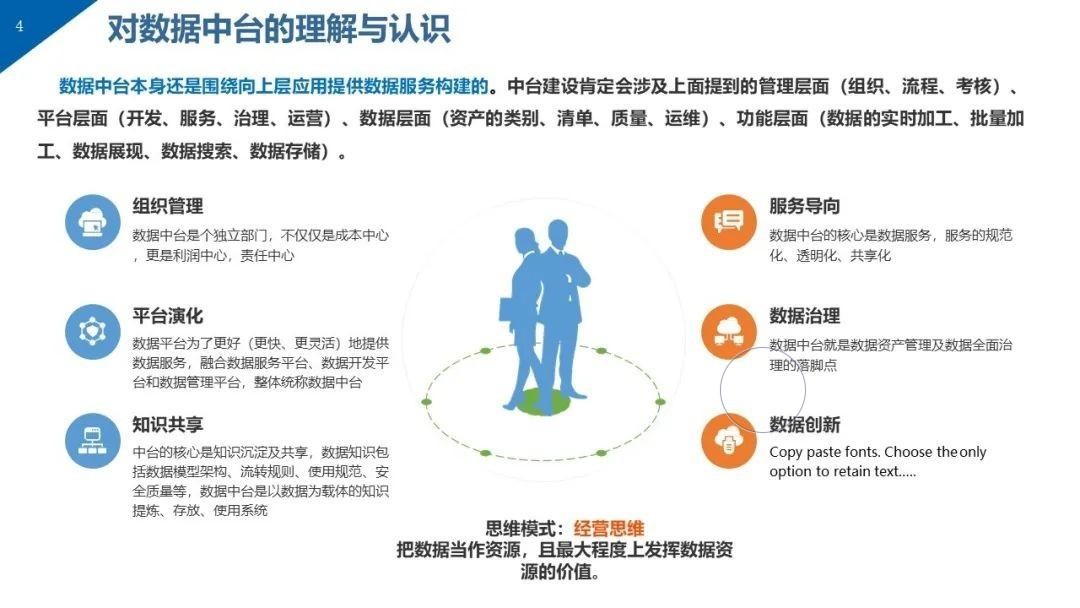 4
对数据中台的理解与认识
数据中台本身还是围绕向上层应用提供数据服务构建的。中台建设肯定会涉及上面提到的管理层面（组织、流程、考核）、
平台层面（开发、服务、治理、运营）、数据层面（资产的类别、清单、质量、运维）、功能层面（数据的实时加工、批量加
工、数据展现、数据搜索、数据存储）。
组织管理
数据中台是个独立部门，不仅仅是成本中心
，更是利润中心，责任中心
平台演化
数据平台为了更好（更快、更灵活）地提供
数据服务，融合数据服务平台、数据开发平
台和数据管理平台，整体统称数据中台
知识共享
中台的核心是知识沉淀及共享，数据知识包
括数据模型架构、流转规则、使用规范、安
全质量等，数据中台是以数据为载体的知识
提炼、存放、使用系统
服务导向
数据中台的核心是数据服务，服务的规范
化、透明化、共享化
数据治理
数据中台就是数据资产管理及数据全面治
理的落脚点
数据创新
Copy paste fonts. Choose the only
option to retain text.....
思维模式：经营思维
把数据当作资源，且最大程度上发挥数据资
源的价值。